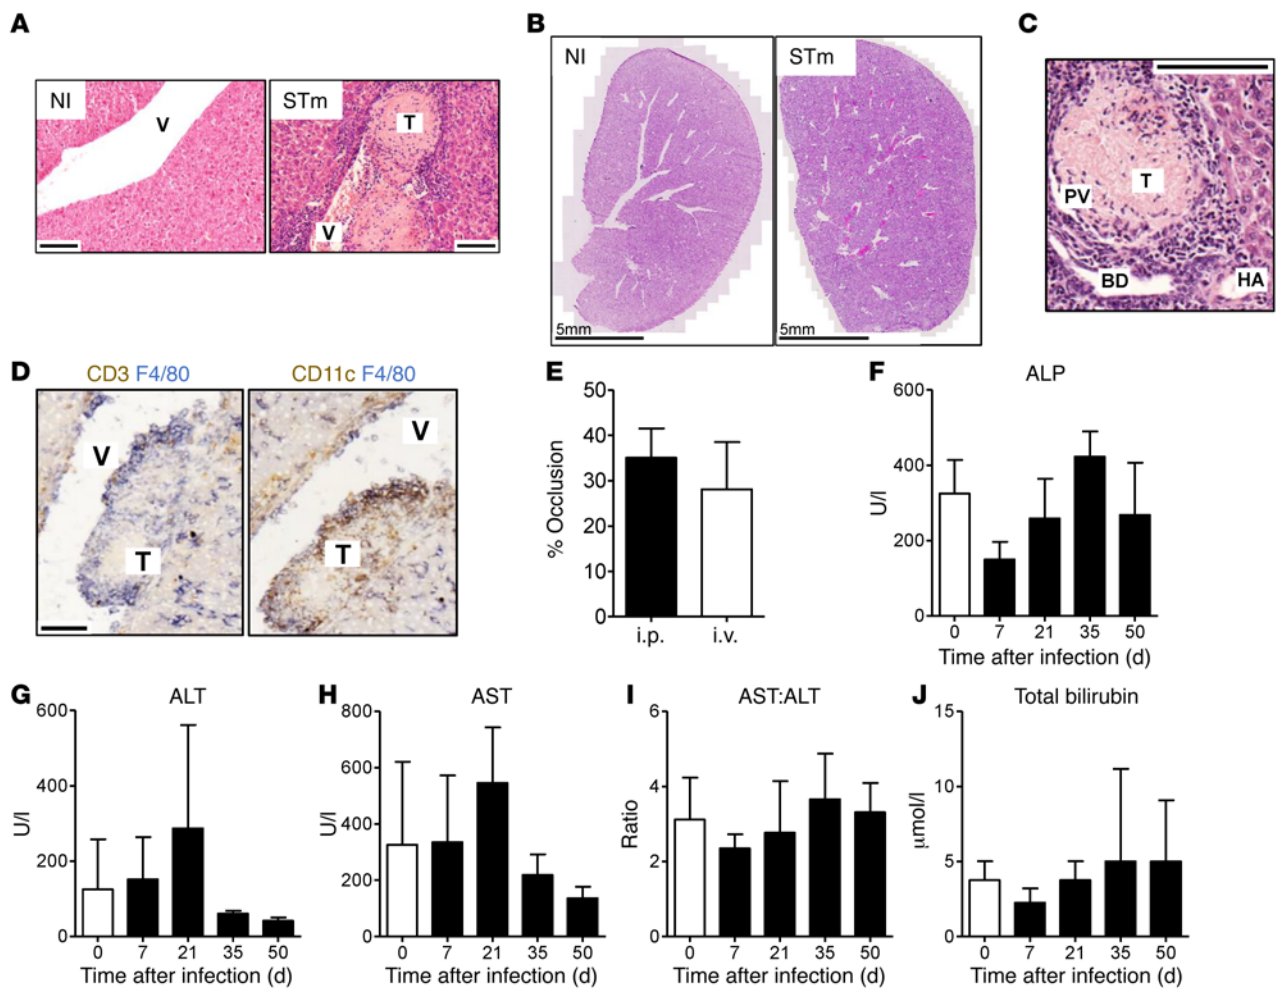 A
NI
V
STm
T
V
B
NI
5mm
STm
5mm
C
T
PV
BD
HA
D
CD3 F4/80
V
T
CD11c F4/80
V
T
E
% Occlusion
50
40
30
20
10
0
i.p.
i.v.
F
ALP
U/l
600
400
200
0
0 7 21 35 50
Time after infection (d)
G
ALT
U/l
600
400
200
0
0 7 21 35 50
Time after infection (d)
H
AST
U/l
800
600
400
200
0
0 7 21 35 50
Time after infection (d)
I
AST:ALT
Ratio
6
4
2
0
0 7 21 35 50
Time after infection (d)
J
Total bilirubin
µmol/l
15
10
5
0
0 7 21 35 50
Time after infection (d)